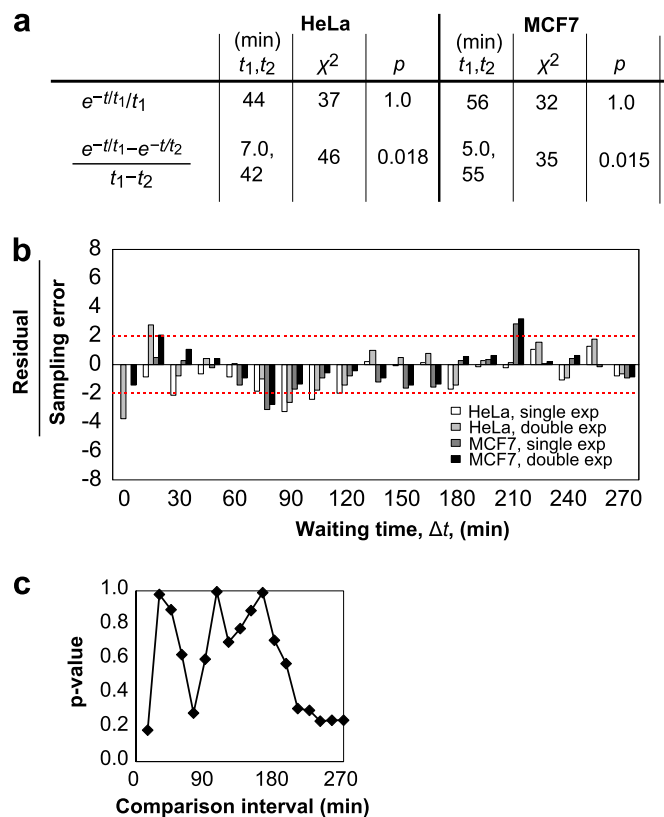 a
HeLa MCF7
(min) (min)
t₁,t₂ χ² p t₁,t₂ χ² p
e⁻ᵗ/ᵗ¹/t₁ 44 37 1.0 56 32 1.0
e⁻ᵗ/ᵗ¹–e⁻ᵗ/ᵗ² 7.0, 46 0.018 5.0, 35 0.015
t₁–t₂ 42 55
b
Residual
Sampling error
8
6
4
2
0
-2
-4
-6
-8
HeLa, single exp
HeLa, double exp
MCF7, single exp
MCF7, double exp
0 30 60 90 120 150 180 210 240 270
Waiting time, Δt, (min)
c
p-value
1.0
0.8
0.6
0.4
0.2
0.0
0 90 180 270
Comparison interval (min)